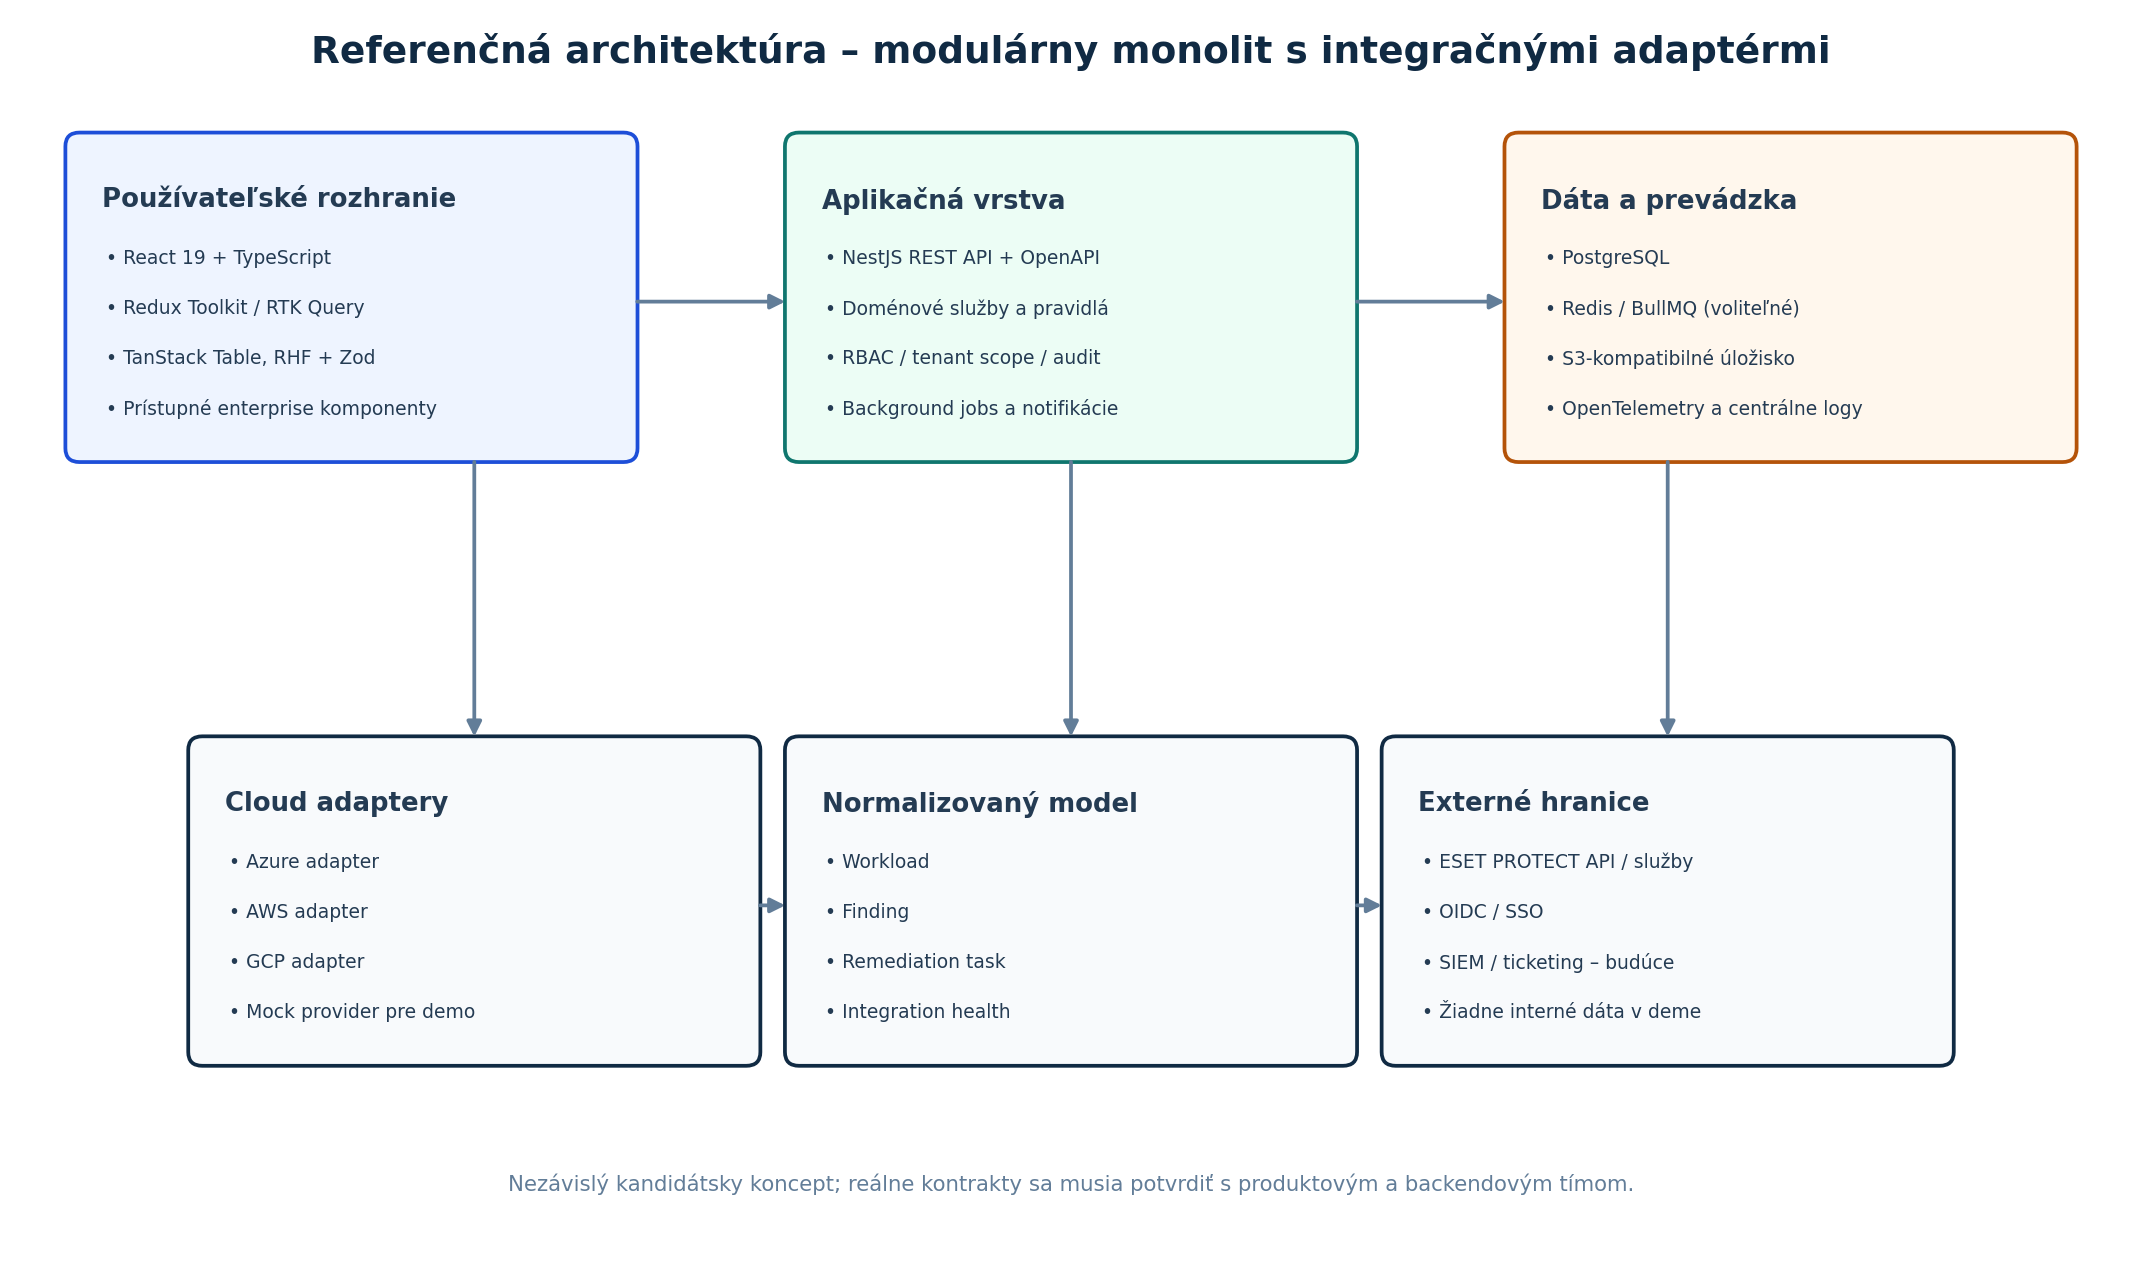 Referenčná architektúra – modulárny monolit s integračnými adaptérmi
Používateľské rozhranie
• React 19 + TypeScript
• Redux Toolkit / RTK Query
• TanStack Table, RHF + Zod
• Prístupné enterprise komponenty
Aplikačná vrstva
• NestJS REST API + OpenAPI
• Doménové služby a pravidlá
• RBAC / tenant scope / audit
• Background jobs a notifikácie
Dáta a prevádzka
• PostgreSQL
• Redis / BullMQ (voliteľné)
• S3-kompatibilné úložisko
• OpenTelemetry a centrálne logy
Cloud adaptery
• Azure adapter
• AWS adapter
• GCP adapter
• Mock provider pre demo
Normalizovaný model
• Workload
• Finding
• Remediation task
• Integration health
Externé hranice
• ESET PROTECT API / služby
• OIDC / SSO
• SIEM / ticketing – budúce
• Žiadne interné dáta v deme
Nezávislý kandidátsky koncept; reálne kontrakty sa musia potvrdiť s produktovým a backendovým tímom.